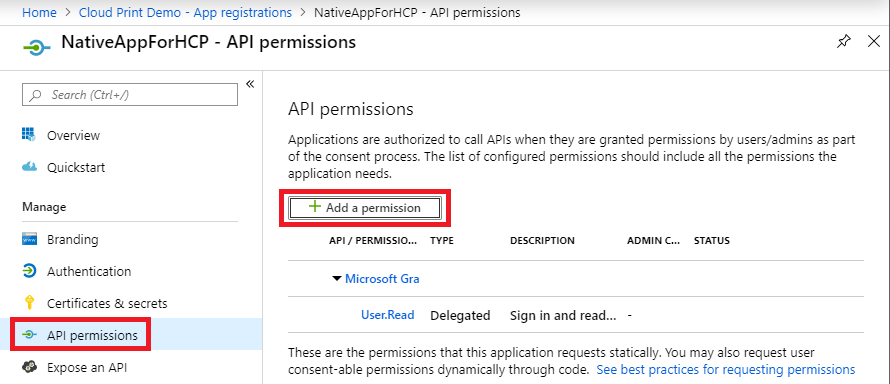 Home > Cloud Print Demo - App registrations > NativeAppForHCP - API permissions
NativeAppForHCP - API permissions
Search (Ctrl+/)
Overview
Quickstart
Manage
Branding
Authentication
Certificates & secrets
API permissions
Expose an API
API permissions
Applications are authorized to call APIs when they are granted permissions by users/admins as part
of the consent process. The list of configured permissions should include all the permissions the
application needs.
+ Add a permission
API / PERMISSIO... TYPE DESCRIPTION ADMIN C... STATUS
Microsoft Gra
User.Read Delegated Sign in and read... -
These are the permissions that this application requests statically. You may also request user
consent-able permissions dynamically through code. See best practices for requesting permissions